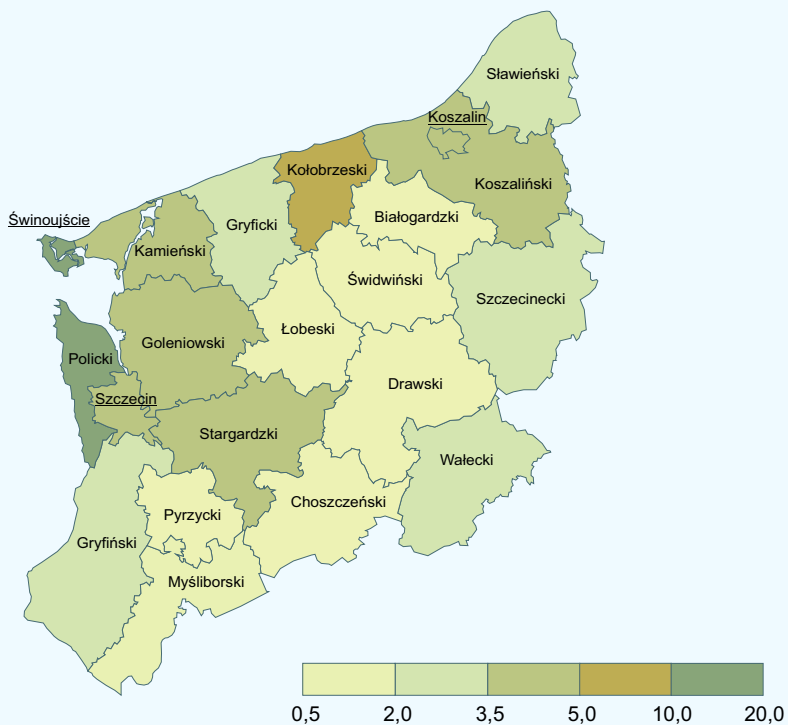 Sławieński
Koszalin
Kołobrzeski
Koszaliński
Białogardzki
Świnoujście
Gryficki
Kamieński
Świdwiński
Szczecinecki
Łobeski
Goleniowski
Policki
Drawski
Szczecin
Stargardzki
Wałecki
Choszczeński
Pyrzycki
Gryfiński
Myśliborski
0,5 2,0 3,5 5,0 10,0 20,0